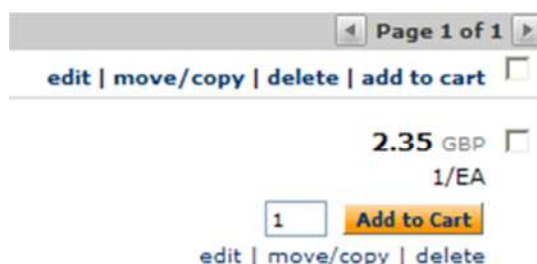 Page 1 of 1
edit | move/copy | delete | add to cart
2.35 GBP
1/EA
1 Add to Cart
edit | move/copy | delete